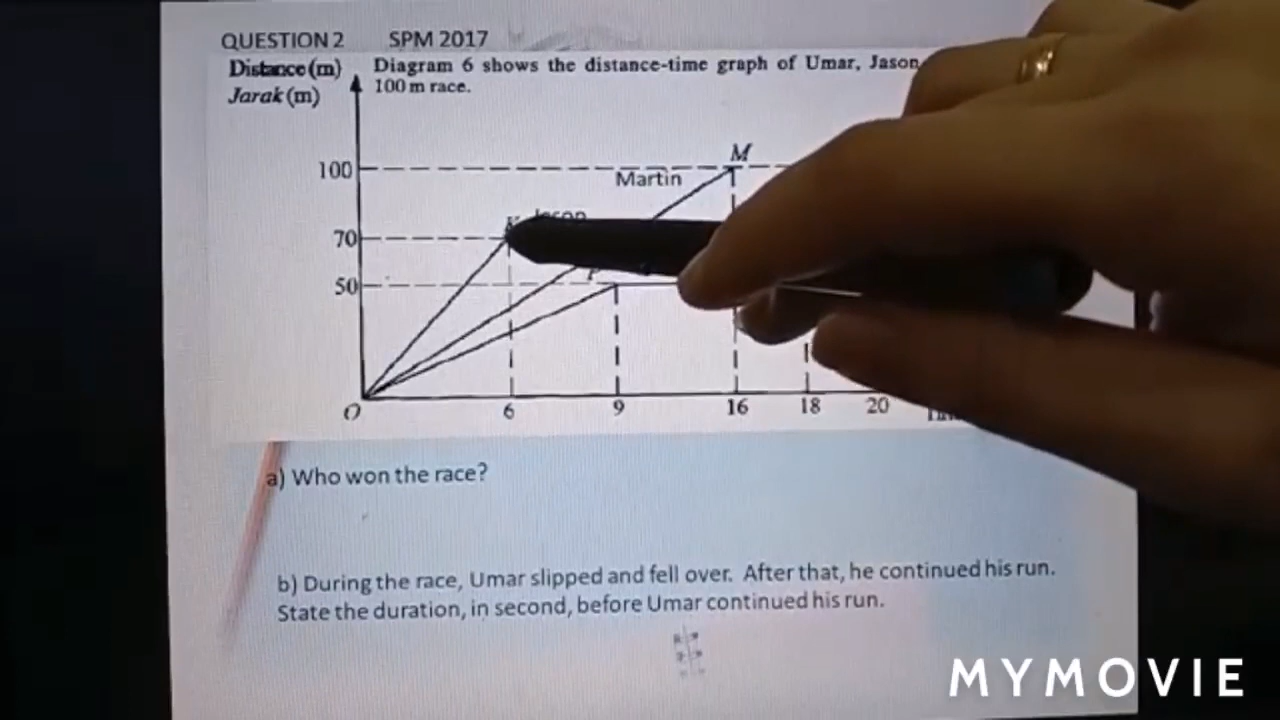 QUESTION 2 SPM 2017
Distance (m)
Jarak (m)
Diagram 6 shows the distance-time graph of Umar, Jason
100 m race.
M
100
Martin
Jason
70
50
O 6 9 16 18 20
a) Who won the race?
b) During the race, Umar slipped and fell over. After that, he continued his run.
State the duration, in second, before Umar continued his run.
MYMOVIE